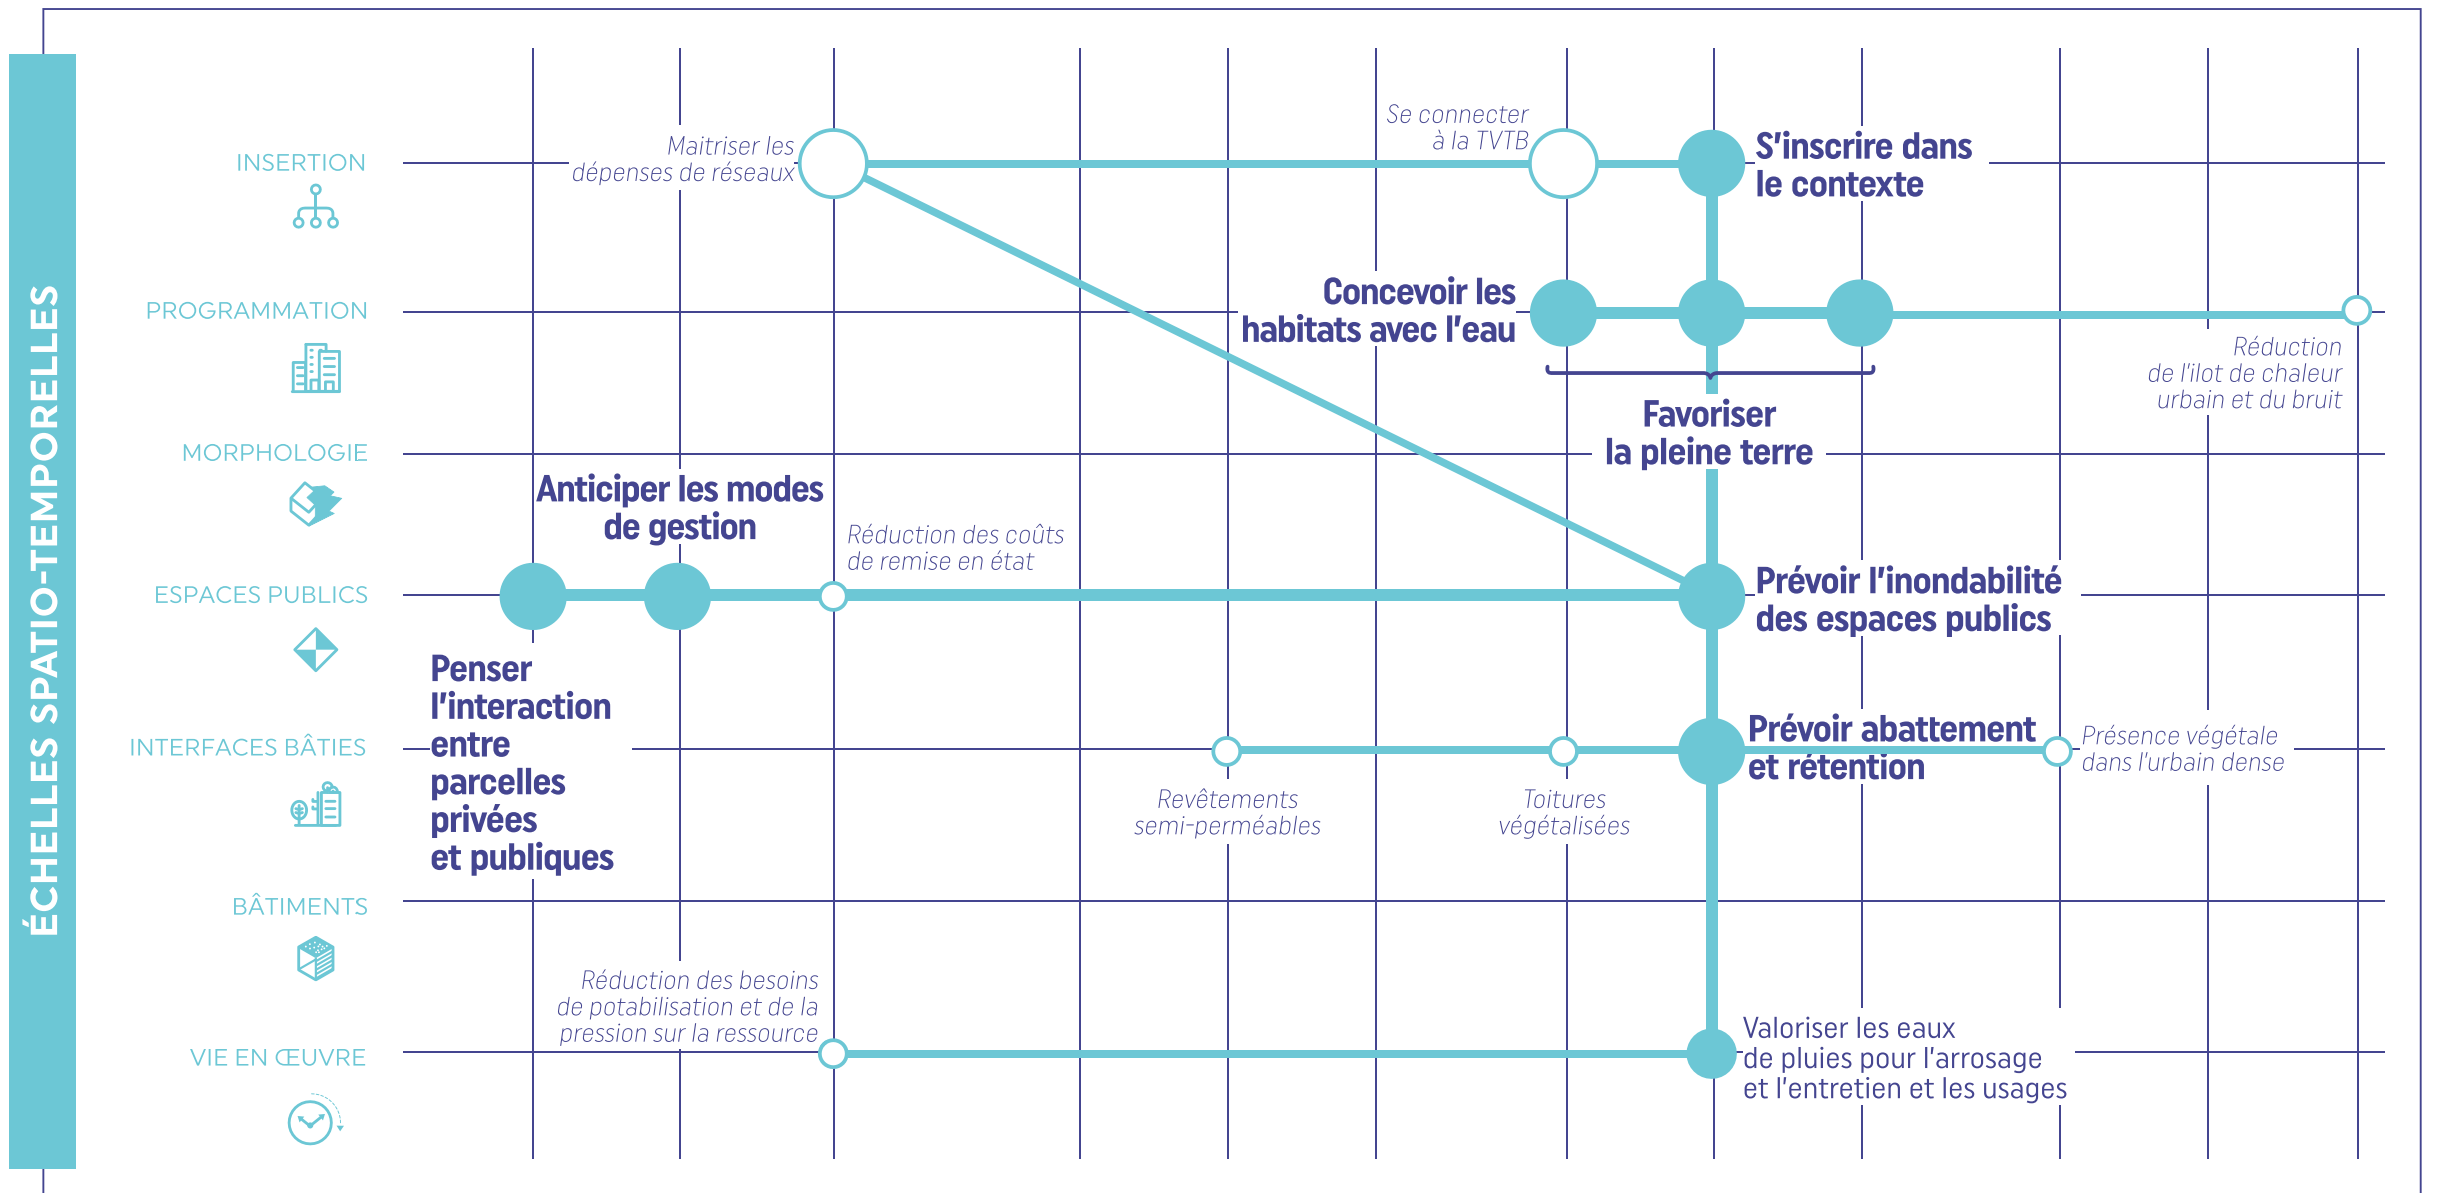 ÉCHELLES SPATIO-TEMPORELLES
INSERTION
Maitriser les
dépenses de réseaux
Se connecter
à la TVTB
S'inscrire dans
le contexte
PROGRAMMATION
Concevoir les
habitats avec l'eau
Réduction
de l'ilot de chaleur
urbain et du bruit
Favoriser
la pleine terre
MORPHOLOGIE
Anticiper les modes
de gestion
Réduction des coûts
de remise en état
ESPACES PUBLICS
Prévoir l'inondabilité
des espaces publics
Penser
l'interaction
entre
parcelles
privées
et publiques
INTERFACES BÂTIES
Revêtements
semi-perméables
Toitures
végétalisées
Prévoir abattement
et rétention
Présence végétale
dans l'urbain dense
BÂTIMENTS
Réduction des besoins
de potabilisation et de la
pression sur la ressource
VIE EN ŒUVRE
Valoriser les eaux
de pluies pour l'arrosage
et l'entretien et les usages